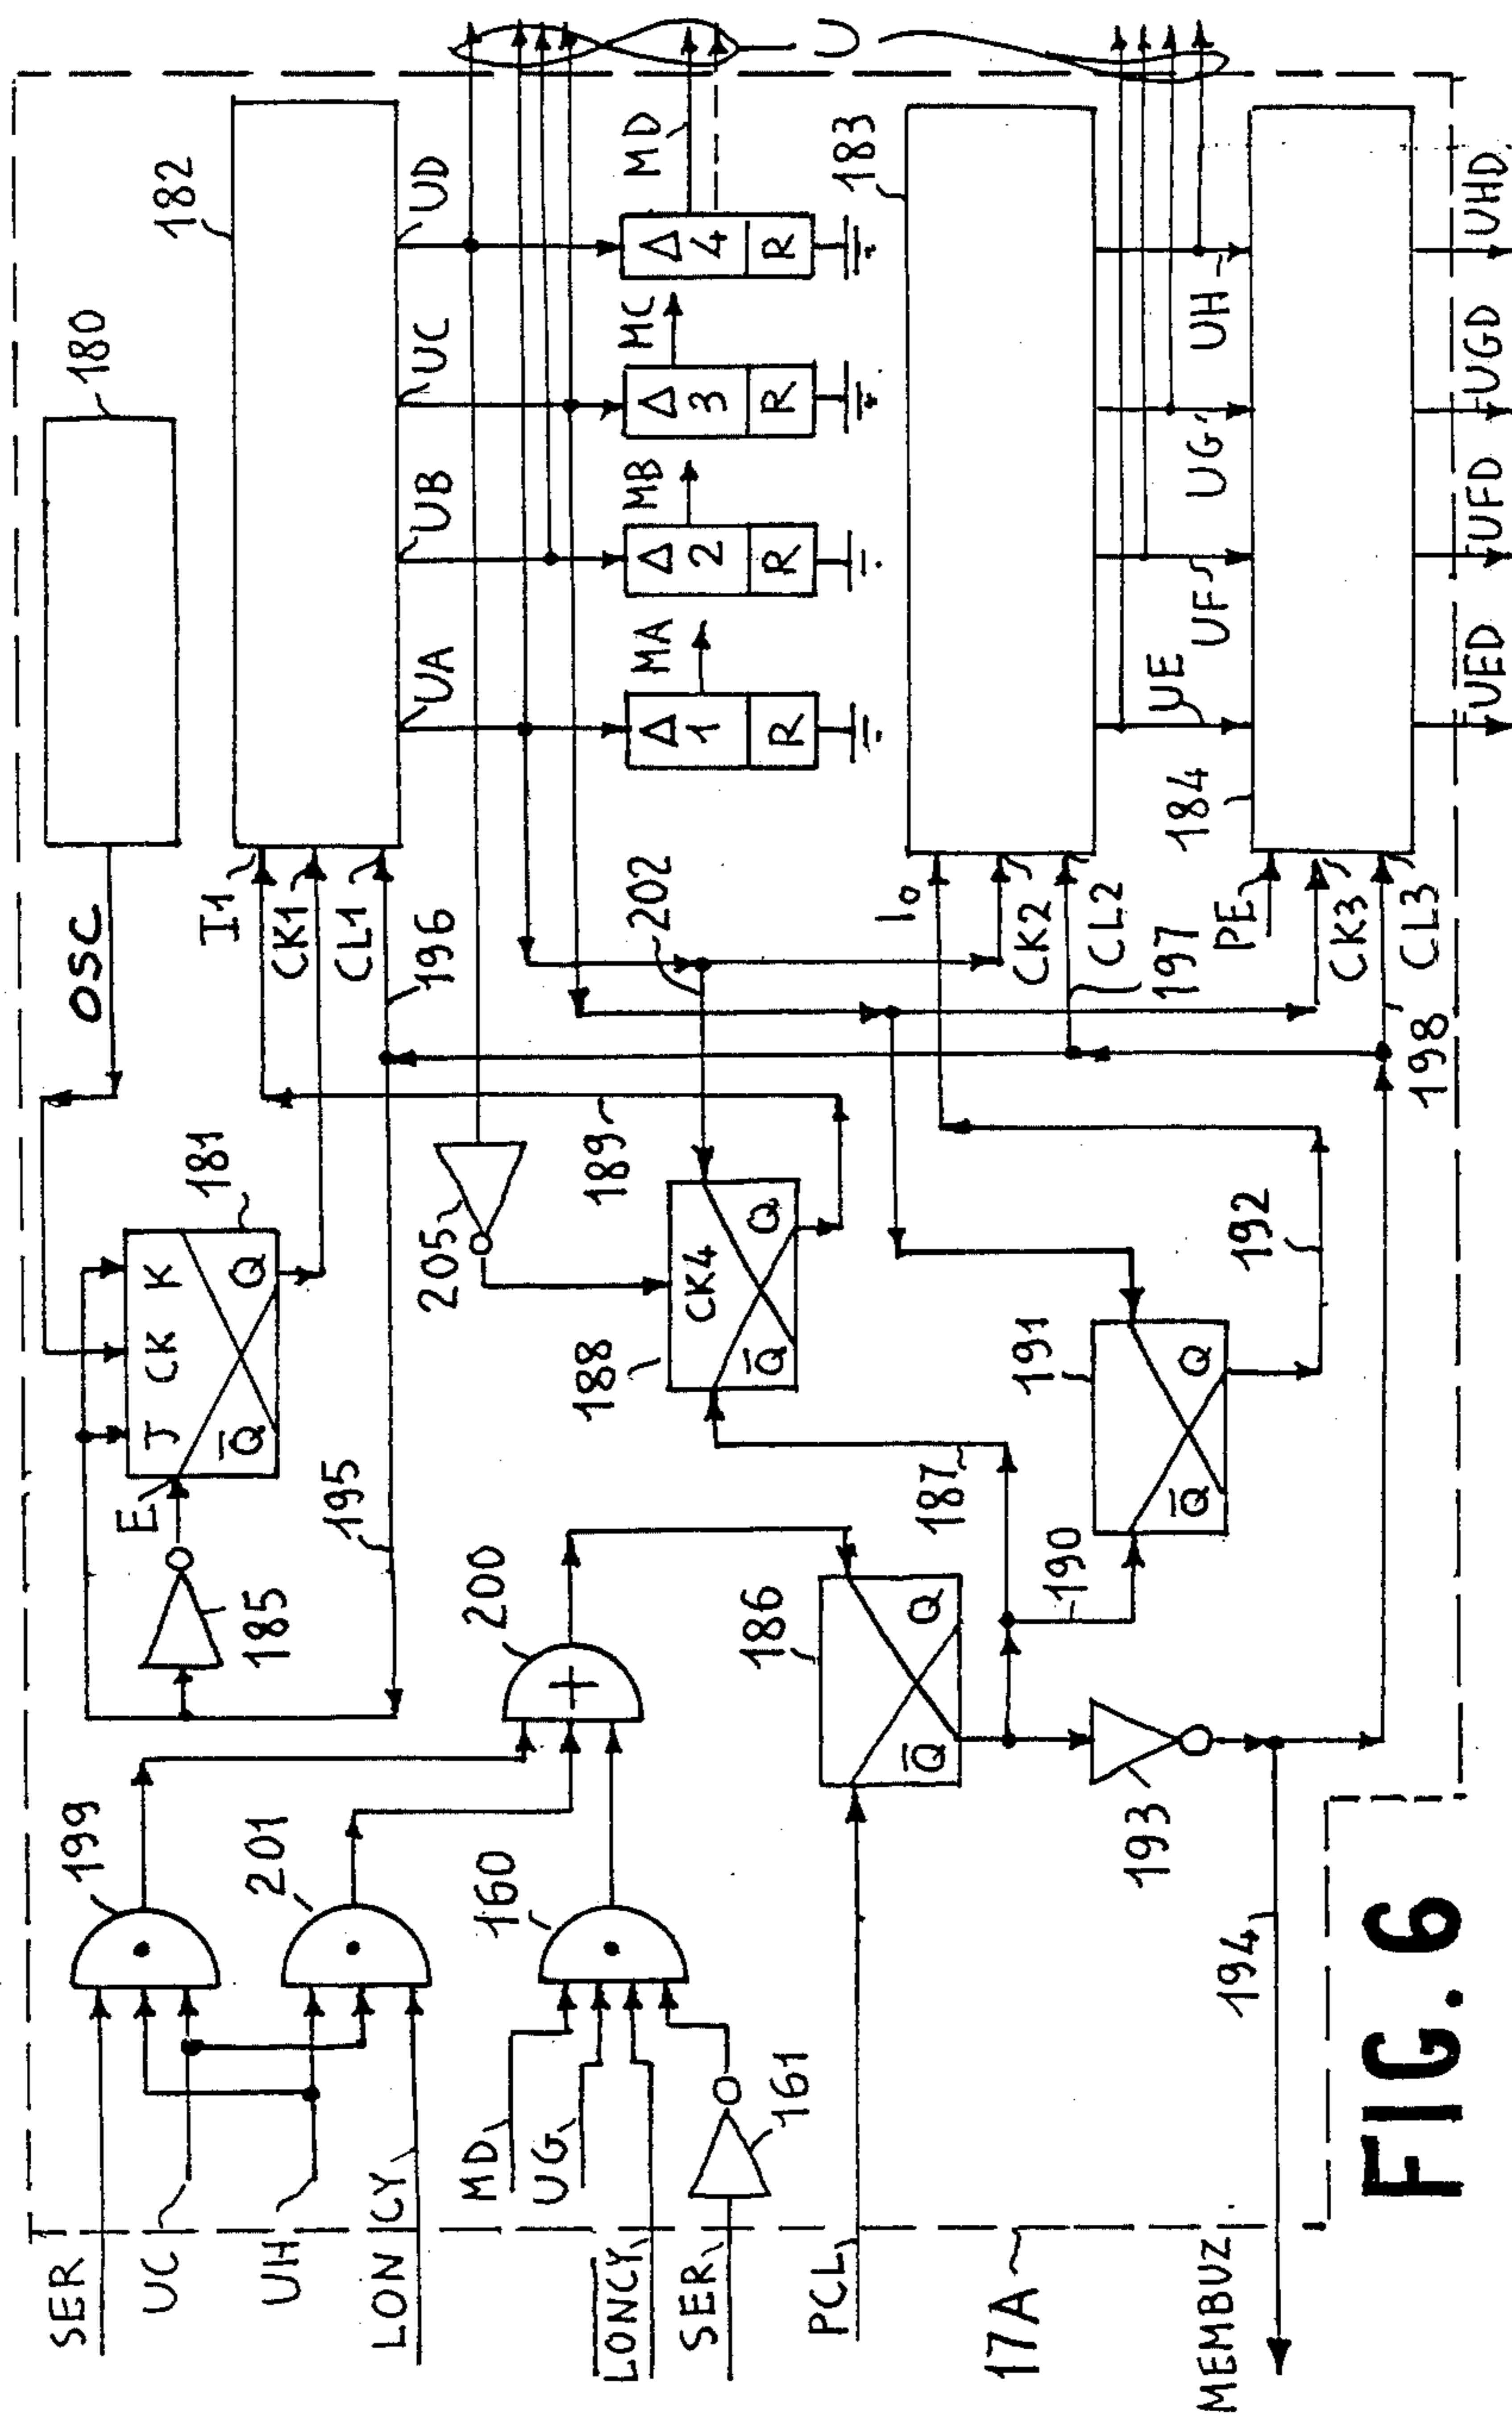 OSC
180
182
I1
CK1
CL1
UA
UB
UC
UD
196
J CK K
Q̅ Q
181
E
185
195
205
189
202
Δ 1 R
MA
Δ 2 R
MB
Δ 3 R
MC
Δ 4 R
MD
U
SER
UC
UH
LONCY
199
201
200
160
MD
UG
L̅O̅N̅C̅Y̅
SER
161
188
CK4
Q̅ Q
187
186
Q̅ Q
PCL
190
191
Q̅ Q
192
193
194
MEMBUZ
17A
183
I0
CK2
CL2
197
UE
UF
UG
UH
184
PE
CK3
CL3
198
UED
UFD
UGD
UHD
FIG. 6